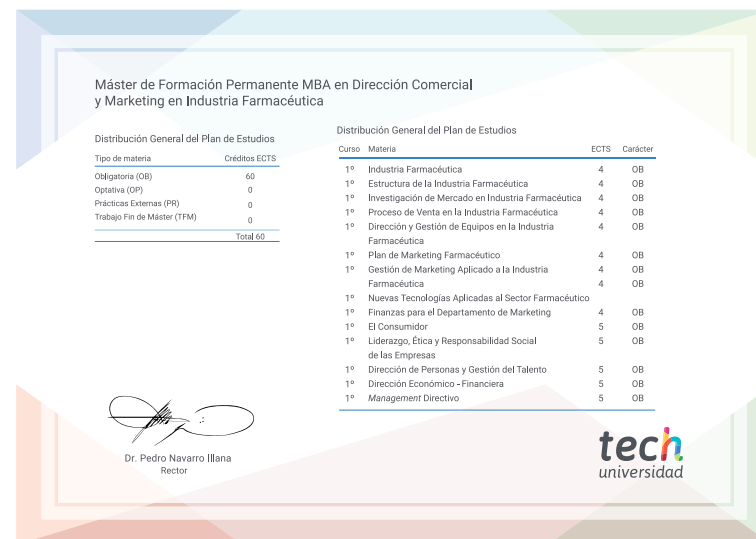 Máster de Formación Permanente MBA en Dirección Comercial
y Marketing en Industria Farmacéutica
Distribución General del Plan de Estudios
Tipo de materia Créditos ECTS
Obligatoria (OB) 60
Optativa (OP) 0
Prácticas Externas (PR) 0
Trabajo Fin de Máster (TFM) 0
Total 60
Distribución General del Plan de Estudios
Curso Materia ECTS Carácter
1º Industria Farmacéutica 4 OB
1º Estructura de la Industria Farmacéutica 4 OB
1º Investigación de Mercado en Industria Farmacéutica 4 OB
1º Proceso de Venta en la Industria Farmacéutica 4 OB
1º Dirección y Gestión de Equipos en la Industria 4 OB
Farmacéutica
1º Plan de Marketing Farmacéutico 4 OB
1º Gestión de Marketing Aplicado a la Industria 4 OB
Farmacéutica 4 OB
1º Nuevas Tecnologías Aplicadas al Sector Farmacéutico
1º Finanzas para el Departamento de Marketing 4 OB
1º El Consumidor 5 OB
1º Liderazgo, Ética y Responsabilidad Social 5 OB
de las Empresas
1º Dirección de Personas y Gestión del Talento 5 OB
1º Dirección Económico - Financiera 5 OB
1º Management Directivo 5 OB
Dr. Pedro Navarro Illana
Rector
tech
universidad